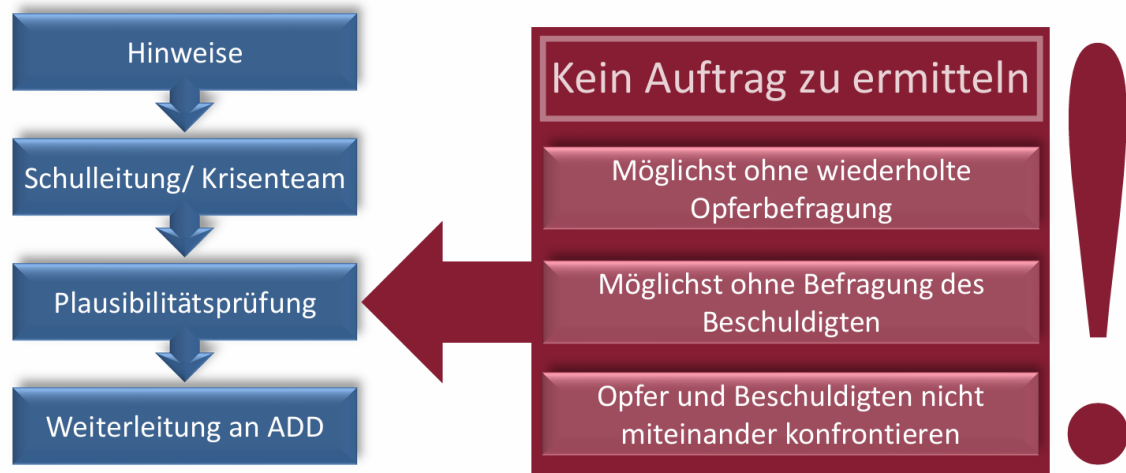 Hinweise
Schulleitung/ Krisenteam
Plausibilitätsprüfung
Weiterleitung an ADD
Kein Auftrag zu ermitteln
Möglichst ohne wiederholte
Opferbefragung
Möglichst ohne Befragung des
Beschuldigten
Opfer und Beschuldigten nicht
miteinander konfrontieren
!